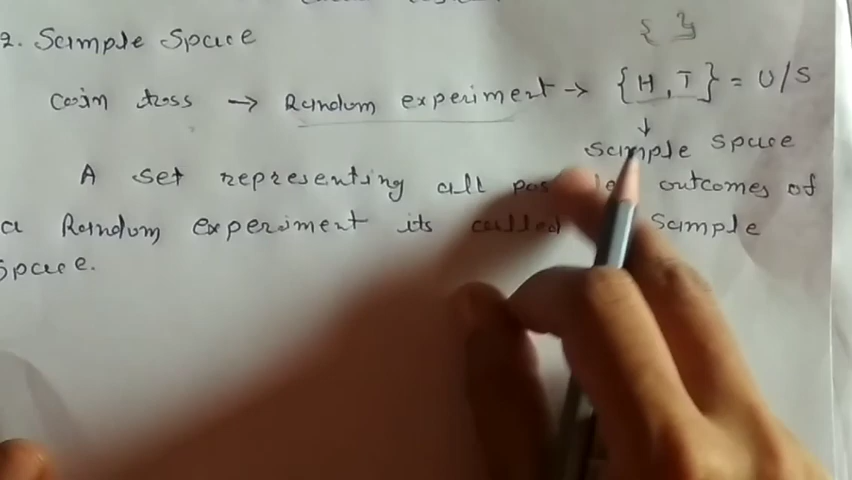 { }
2. Sample Space
Coin toss → Random experiment → {H, T} = U/S
↓
sample space
A set representing all outcomes of
a Random experiment its called Sample
Space.